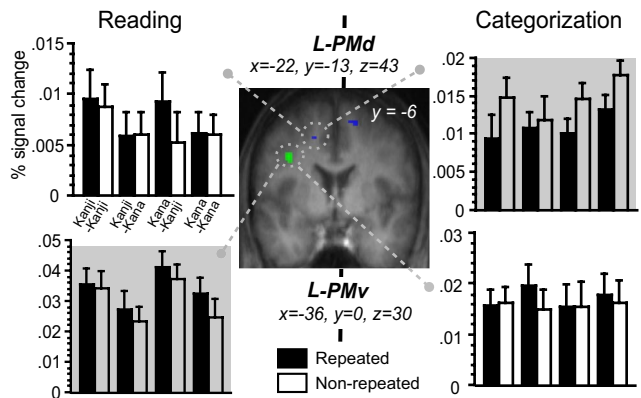 Reading
Categorization
L-PMd
x=-22, y=-13, z=43
y = -6
% signal change
.015
.01
.005
0
Kanji
-Kanji
Kanji
-Kana
Kana
-Kanji
Kana
-Kana
.02
.015
.01
.005
0
.05
.04
.03
.02
.01
0
.03
.02
.01
0
L-PMv
x=-36, y=0, z=30
Repeated
Non-repeated